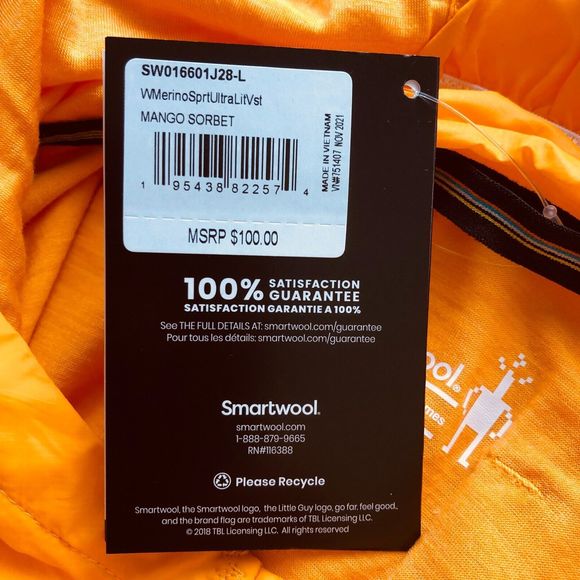 SW016601J28-L
WMerinoSprtUltraLitVst
MANGO SORBET
1 95438 82257 4
MADE IN VIETNAM
VN#751407 NOV 2021
MSRP $100.00
100% SATISFACTION GUARANTEE
SATISFACTION GARANTIE A 100%
See THE FULL DETAILS AT: smartwool.com/guarantee
Pour tous les détails: smartwool.com/guarantee
Smartwool.
smartwool.com
1-888-879-9665
RN#116388
Please Recycle
Smartwool, the Smartwool logo, the Little Guy logo, go far. feel good.,
and the brand flag are trademarks of TBL Licensing LLC.
© 2018 TBL Licensing LLC. All rights reserved
ool®
mes